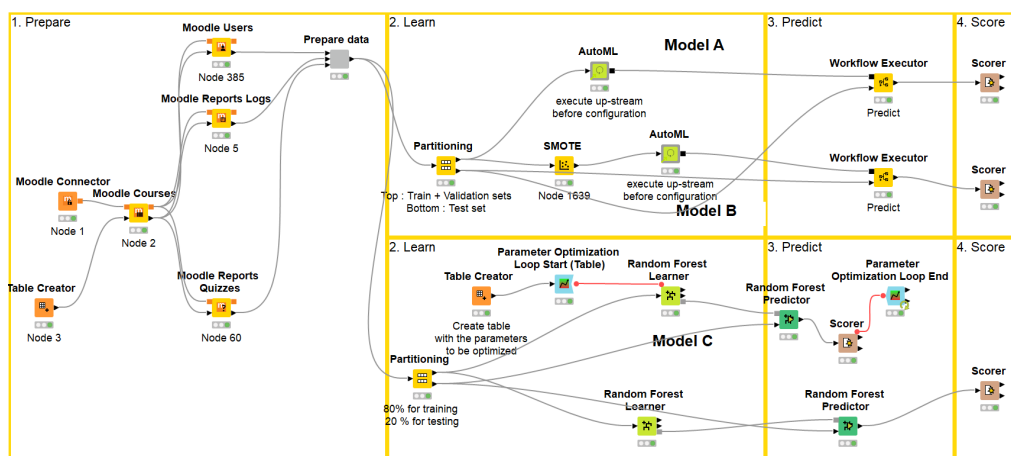 1. Prepare
Moodle Users
Node 385
Prepare data
Moodle Reports Logs
Node 5
Moodle Connector
Node 1
Moodle Courses
Node 2
Table Creator
Node 3
Moodle Reports
Quizzes
Node 60
2. Learn
Model A
AutoML
execute up-stream
before configuration
Partitioning
Top : Train + Validation sets
Bottom : Test set
SMOTE
Node 1639
AutoML
execute up-stream
before configuration
Model B
3. Predict
Workflow Executor
Predict
Workflow Executor
Predict
4. Score
Scorer
Scorer
2. Learn
Parameter Optimization
Loop Start (Table)
Table Creator
Create table
with the parameters
to be optimized
Random Forest
Learner
Model C
Partitioning
80% for training
20 % for testing
Random Forest
Learner
3. Predict
Parameter
Optimization Loop End
Random Forest
Predictor
Scorer
Random Forest
Predictor
4. Score
Scorer